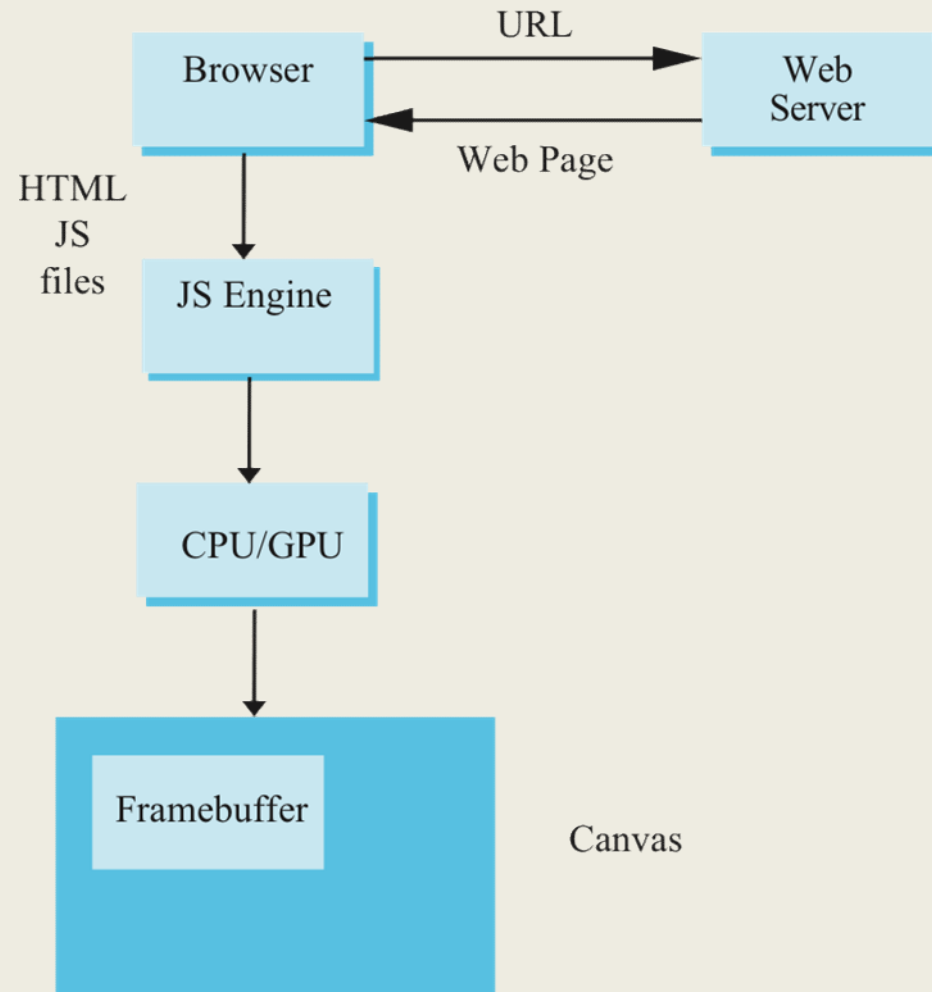 URL
Browser
Web
Server
Web Page
HTML
JS
files
JS Engine
CPU/GPU
Framebuffer
Canvas